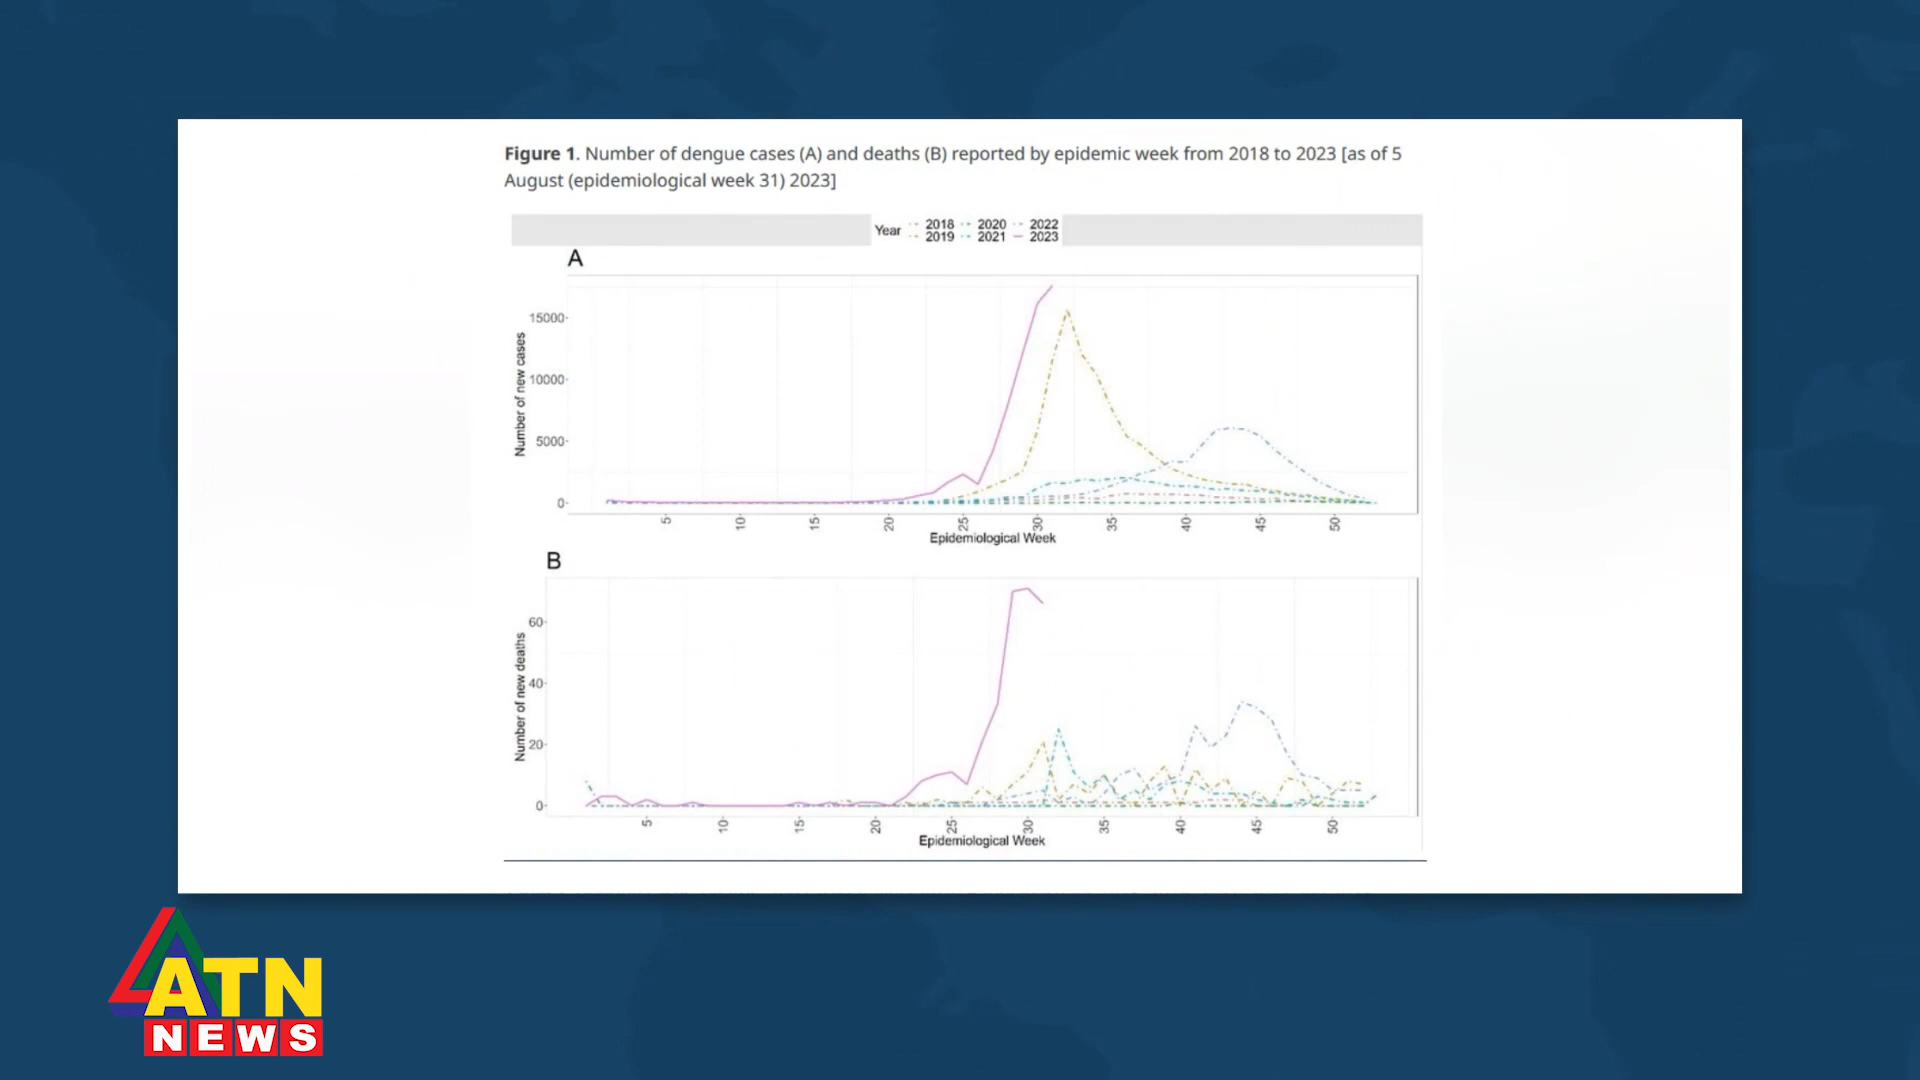 Figure 1. Number of dengue cases (A) and deaths (B) reported by epidemic week from 2018 to 2023 [as of 5
August (epidemiological week 31) 2023]
Year 2018 2020 2022
2019 2021 2023
A
Number of new cases
15000
10000
5000
0
5 10 15 20 25 30 35 40 45 50
Epidemiological Week
B
Number of new deaths
60
40
20
0
5 10 15 20 25 30 35 40 45 50
Epidemiological Week
ATN
NEWS